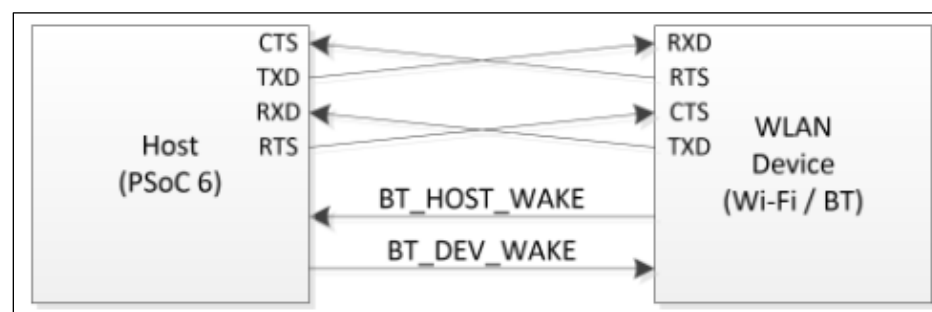 CTS
TXD
RXD
RTS
Host
(PSoC 6)
RXD
RTS
CTS
TXD
WLAN
Device
(Wi-Fi / BT)
BT_HOST_WAKE
BT_DEV_WAKE